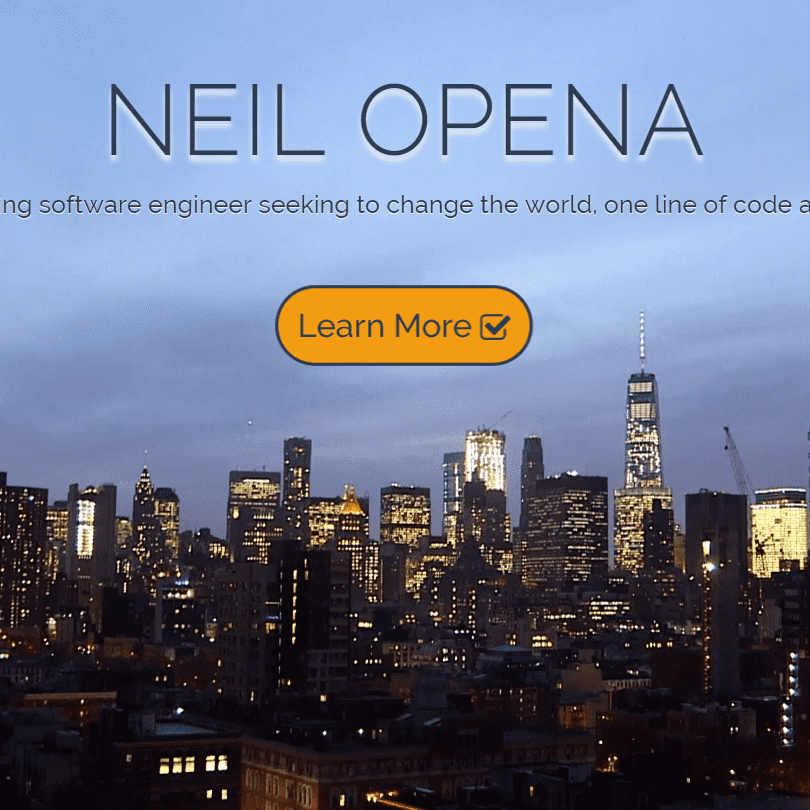 NEIL OPENA
ing software engineer seeking to change the world, one line of code a
Learn More